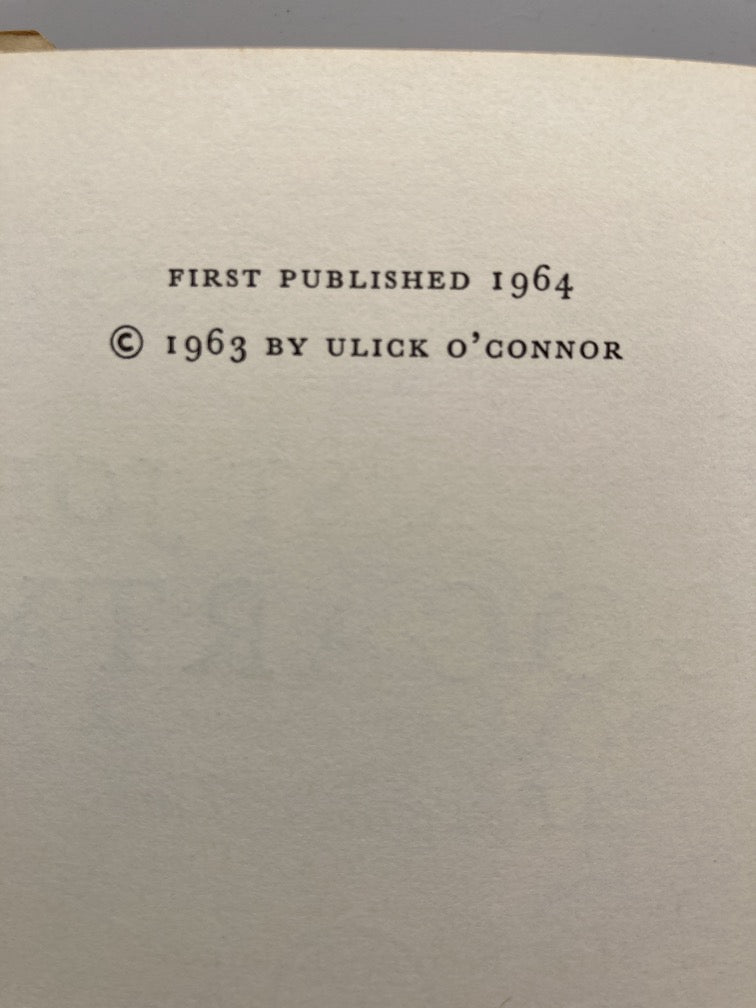 FIRST PUBLISHED 1964
© 1963 BY ULICK O’CONNOR